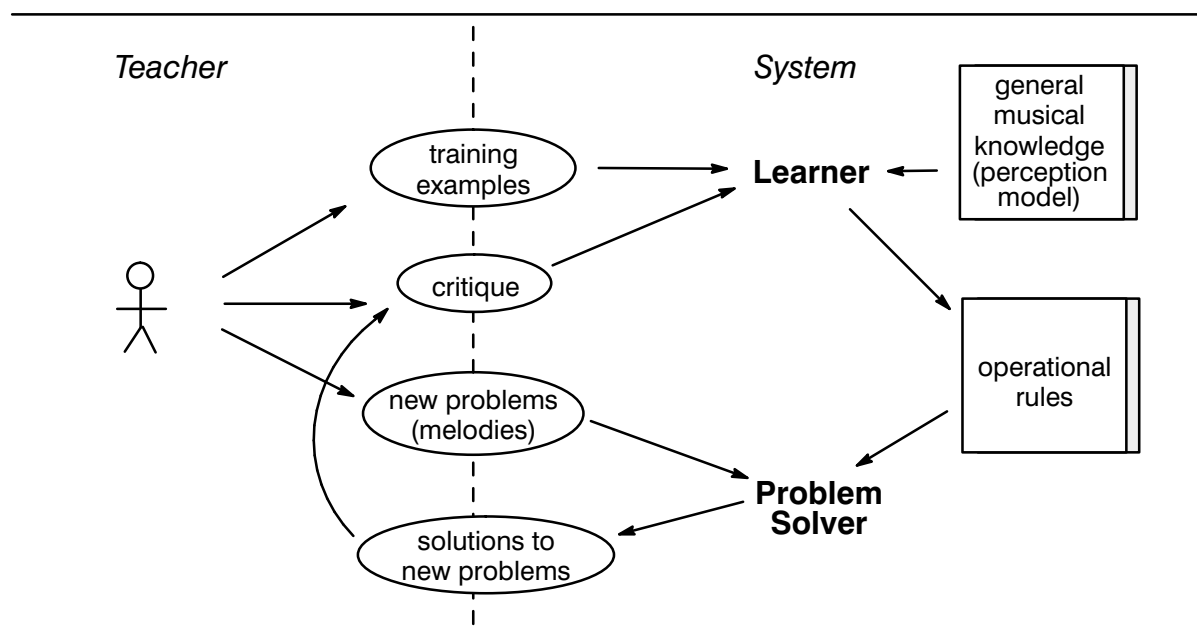 Teacher
System
general
musical
knowledge
(perception
model)
training
examples
Learner
critique
operational
rules
new problems
(melodies)
Problem
Solver
solutions to
new problems